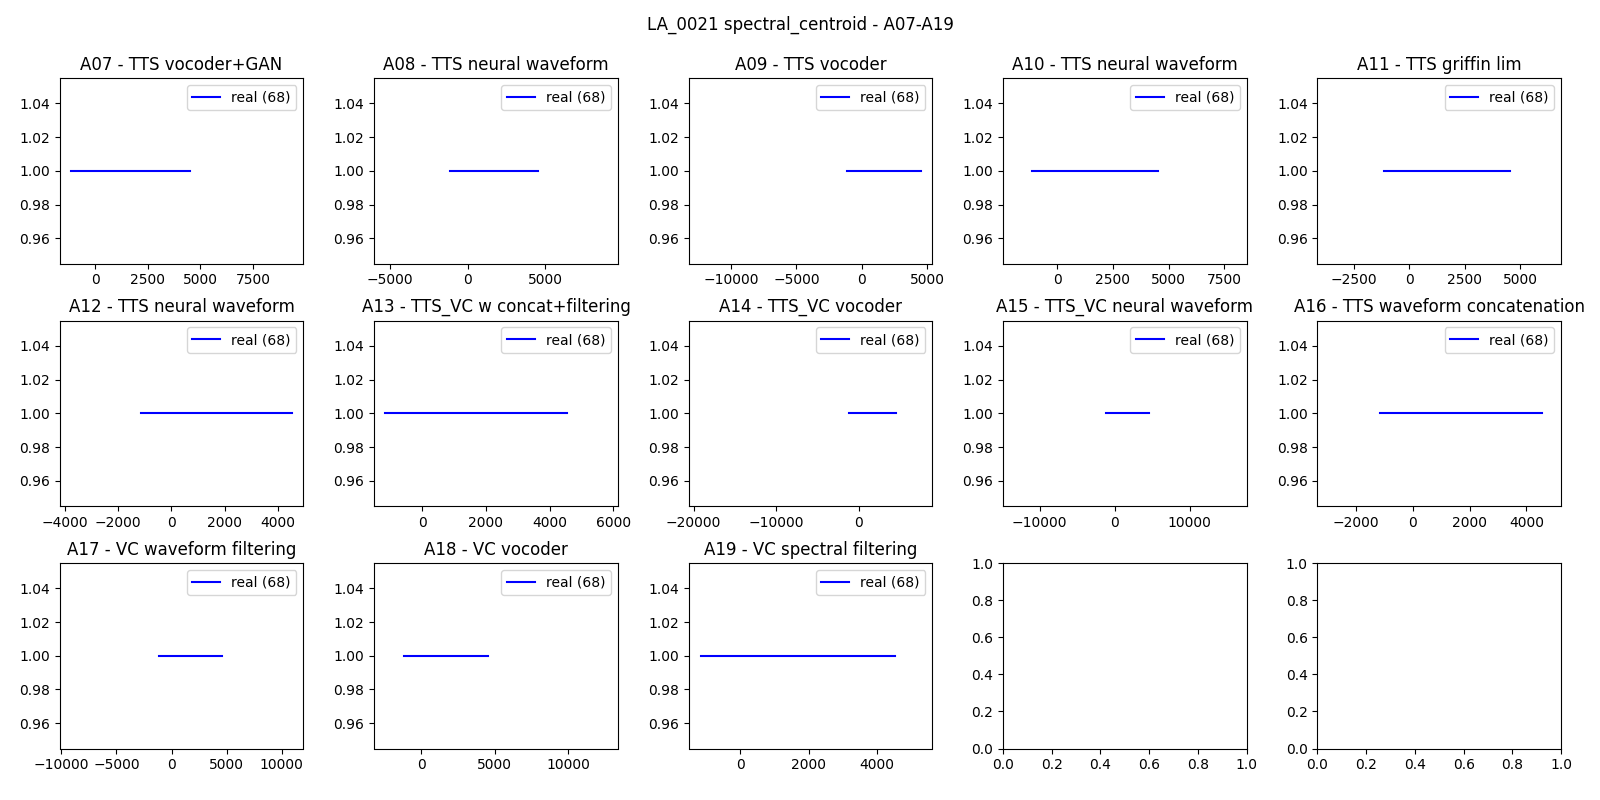 LA_0021 spectral_centroid - A07-A19
A07 - TTS vocoder+GAN
real (68)
1.04
1.02
1.00
0.98
0.96
0 2500 5000 7500
A08 - TTS neural waveform
real (68)
1.04
1.02
1.00
0.98
0.96
−5000 0 5000
A09 - TTS vocoder
real (68)
1.04
1.02
1.00
0.98
0.96
−10000 −5000 0 5000
A10 - TTS neural waveform
real (68)
1.04
1.02
1.00
0.98
0.96
0 2500 5000 7500
A11 - TTS griffin lim
real (68)
1.04
1.02
1.00
0.98
0.96
−2500 0 2500 5000
A12 - TTS neural waveform
real (68)
1.04
1.02
1.00
0.98
0.96
−4000 −2000 0 2000 4000
A13 - TTS_VC w concat+filtering
real (68)
1.04
1.02
1.00
0.98
0.96
0 2000 4000 6000
A14 - TTS_VC vocoder
real (68)
1.04
1.02
1.00
0.98
0.96
−20000 −10000 0
A15 - TTS_VC neural waveform
real (68)
1.04
1.02
1.00
0.98
0.96
−10000 0 10000
A16 - TTS waveform concatenation
real (68)
1.04
1.02
1.00
0.98
0.96
−2000 0 2000 4000
A17 - VC waveform filtering
real (68)
1.04
1.02
1.00
0.98
0.96
−10000 −5000 0 5000 10000
A18 - VC vocoder
real (68)
1.04
1.02
1.00
0.98
0.96
0 5000 10000
A19 - VC spectral filtering
real (68)
1.04
1.02
1.00
0.98
0.96
0 2000 4000
1.0
0.8
0.6
0.4
0.2
0.0
0.0 0.2 0.4 0.6 0.8 1.0
1.0
0.8
0.6
0.4
0.2
0.0
0.0 0.2 0.4 0.6 0.8 1.0